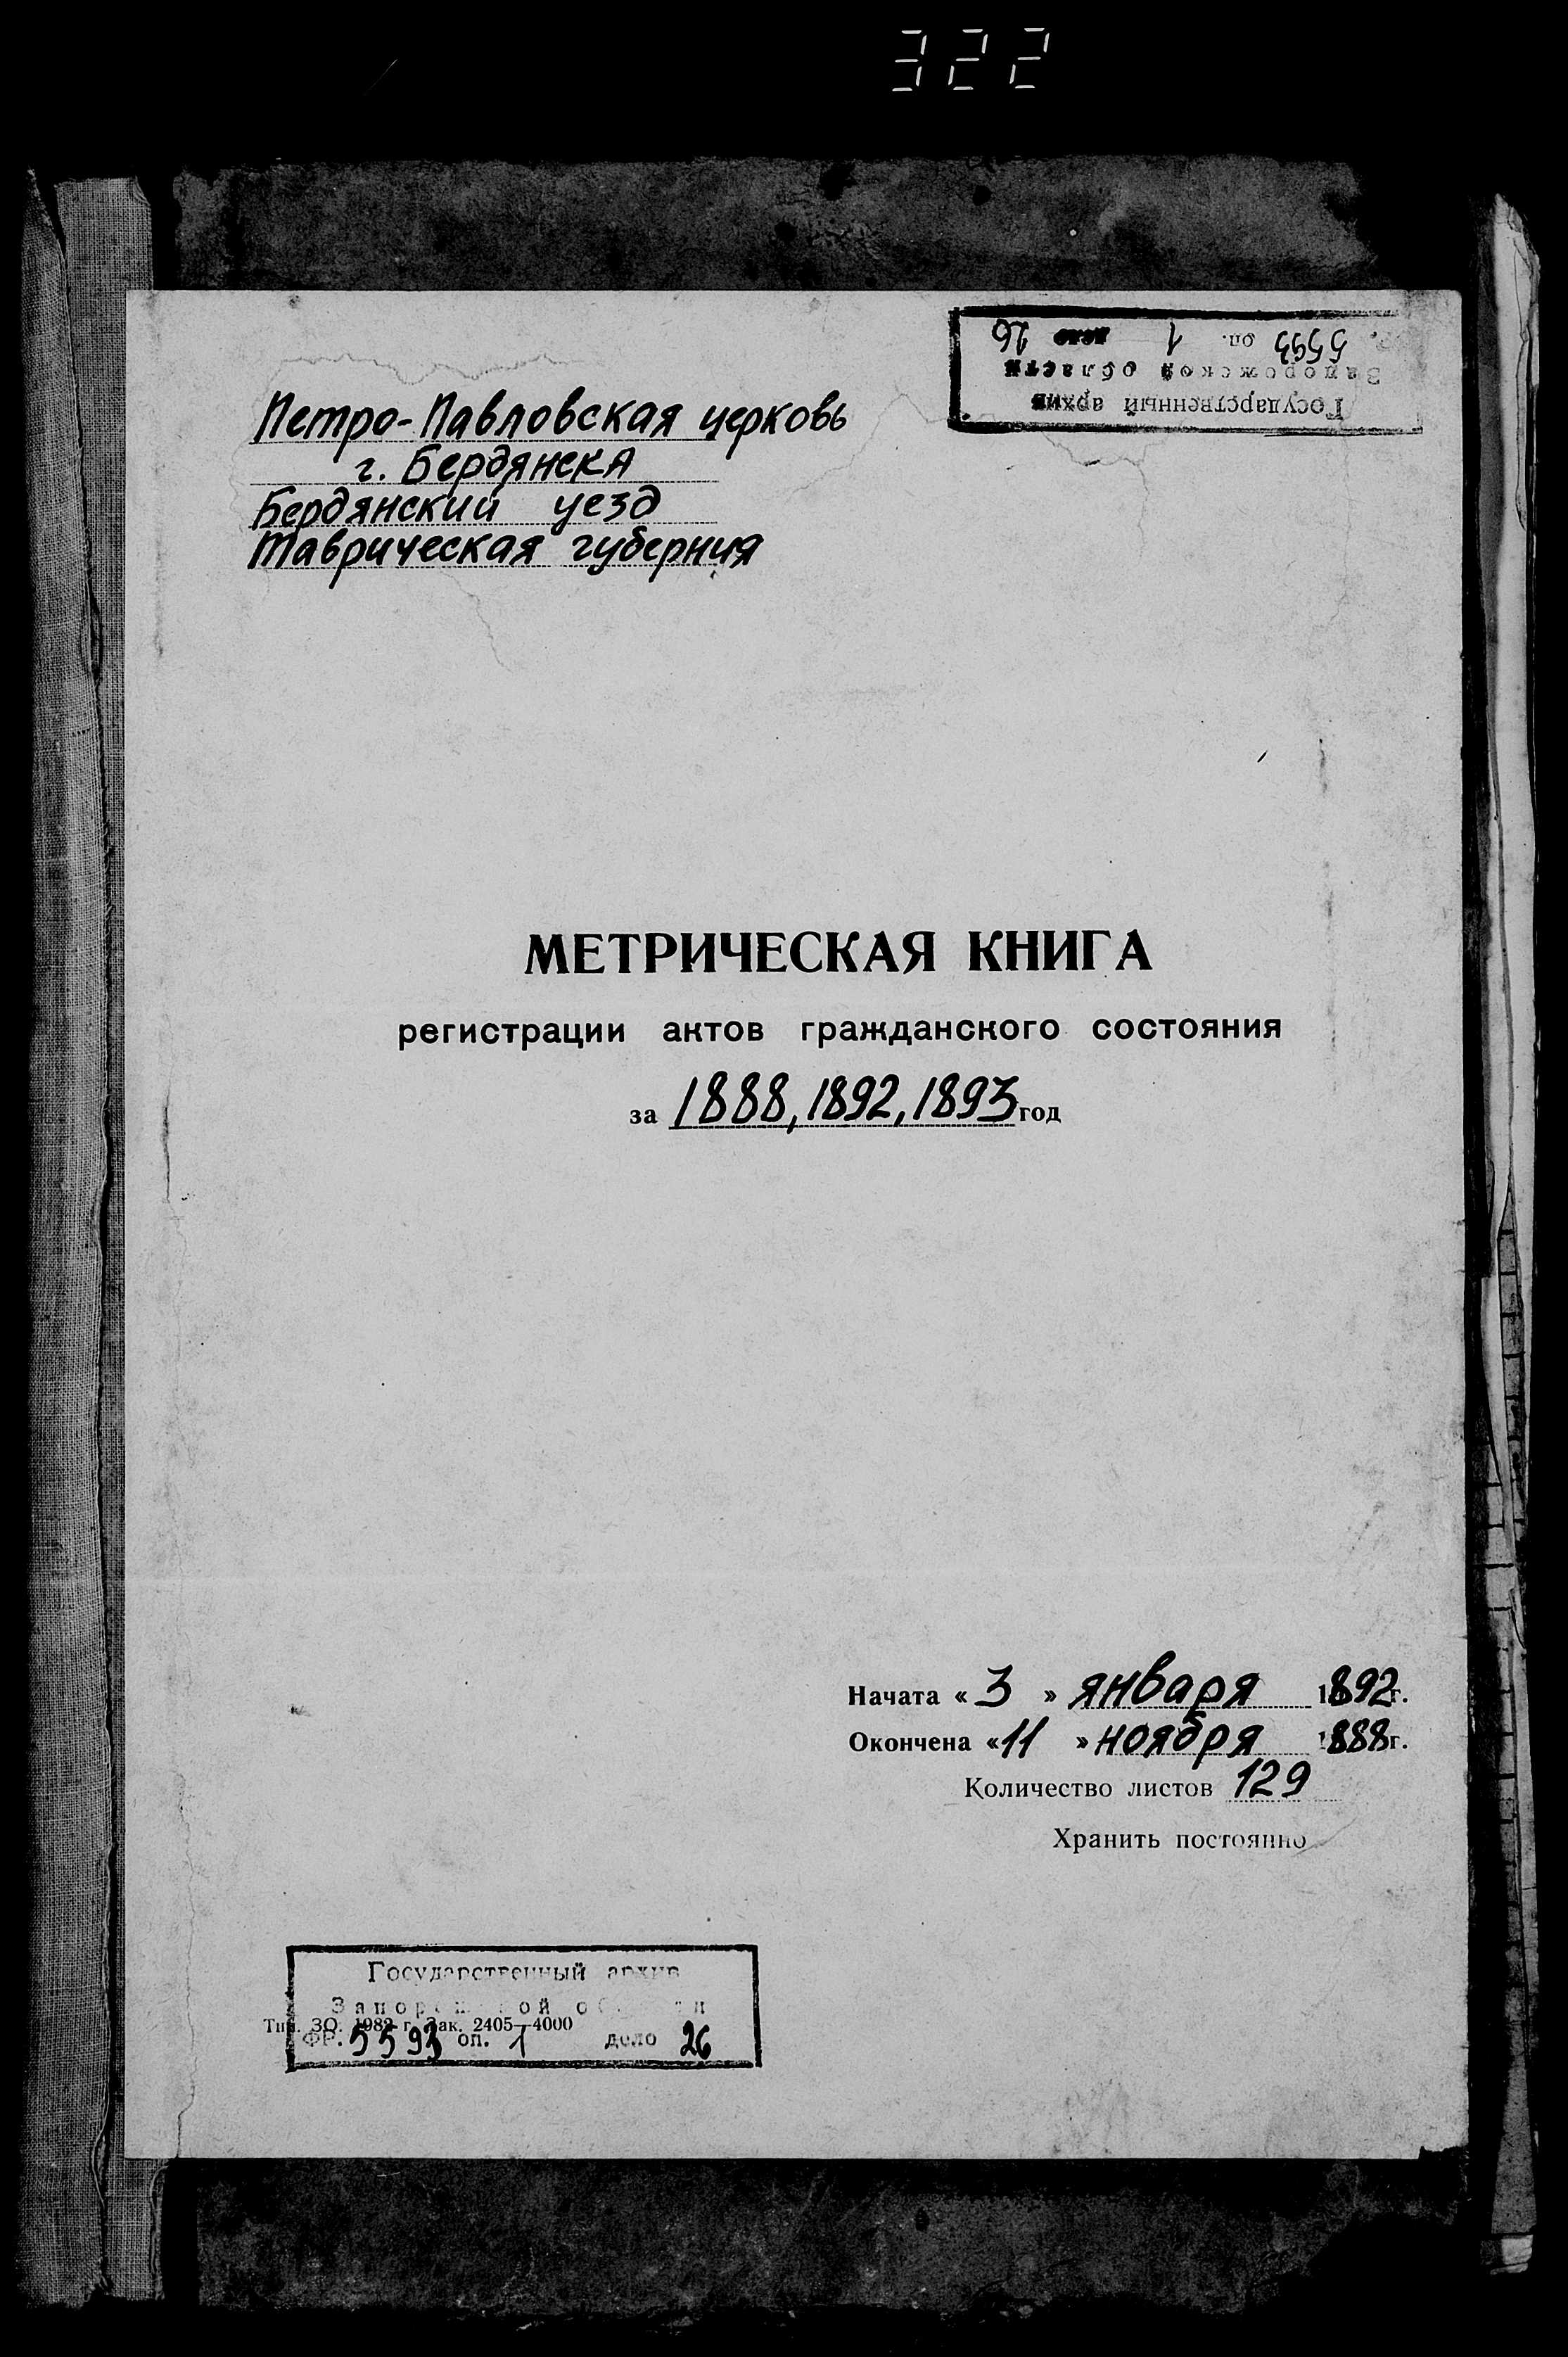 322
5593 оп. 1 дело 26
Запорожской области
Государственный архив
Петро-Павловская церковь
г. Бердянска
Бердянский уезд
Таврическая губерния
МЕТРИЧЕСКАЯ КНИГА
регистрации актов гражданского состояния
за 1888, 1892, 1893 год
Начата « 3 » января 1892 г.
Окончена « 11 » ноября 1888 г.
Количество листов 129
Хранить постоянно
Государственный архив
Запорожской области
Тип. ЗО. 1982 г. Зак. 2405—4000
ФР. 5593 оп. 1 дело 26